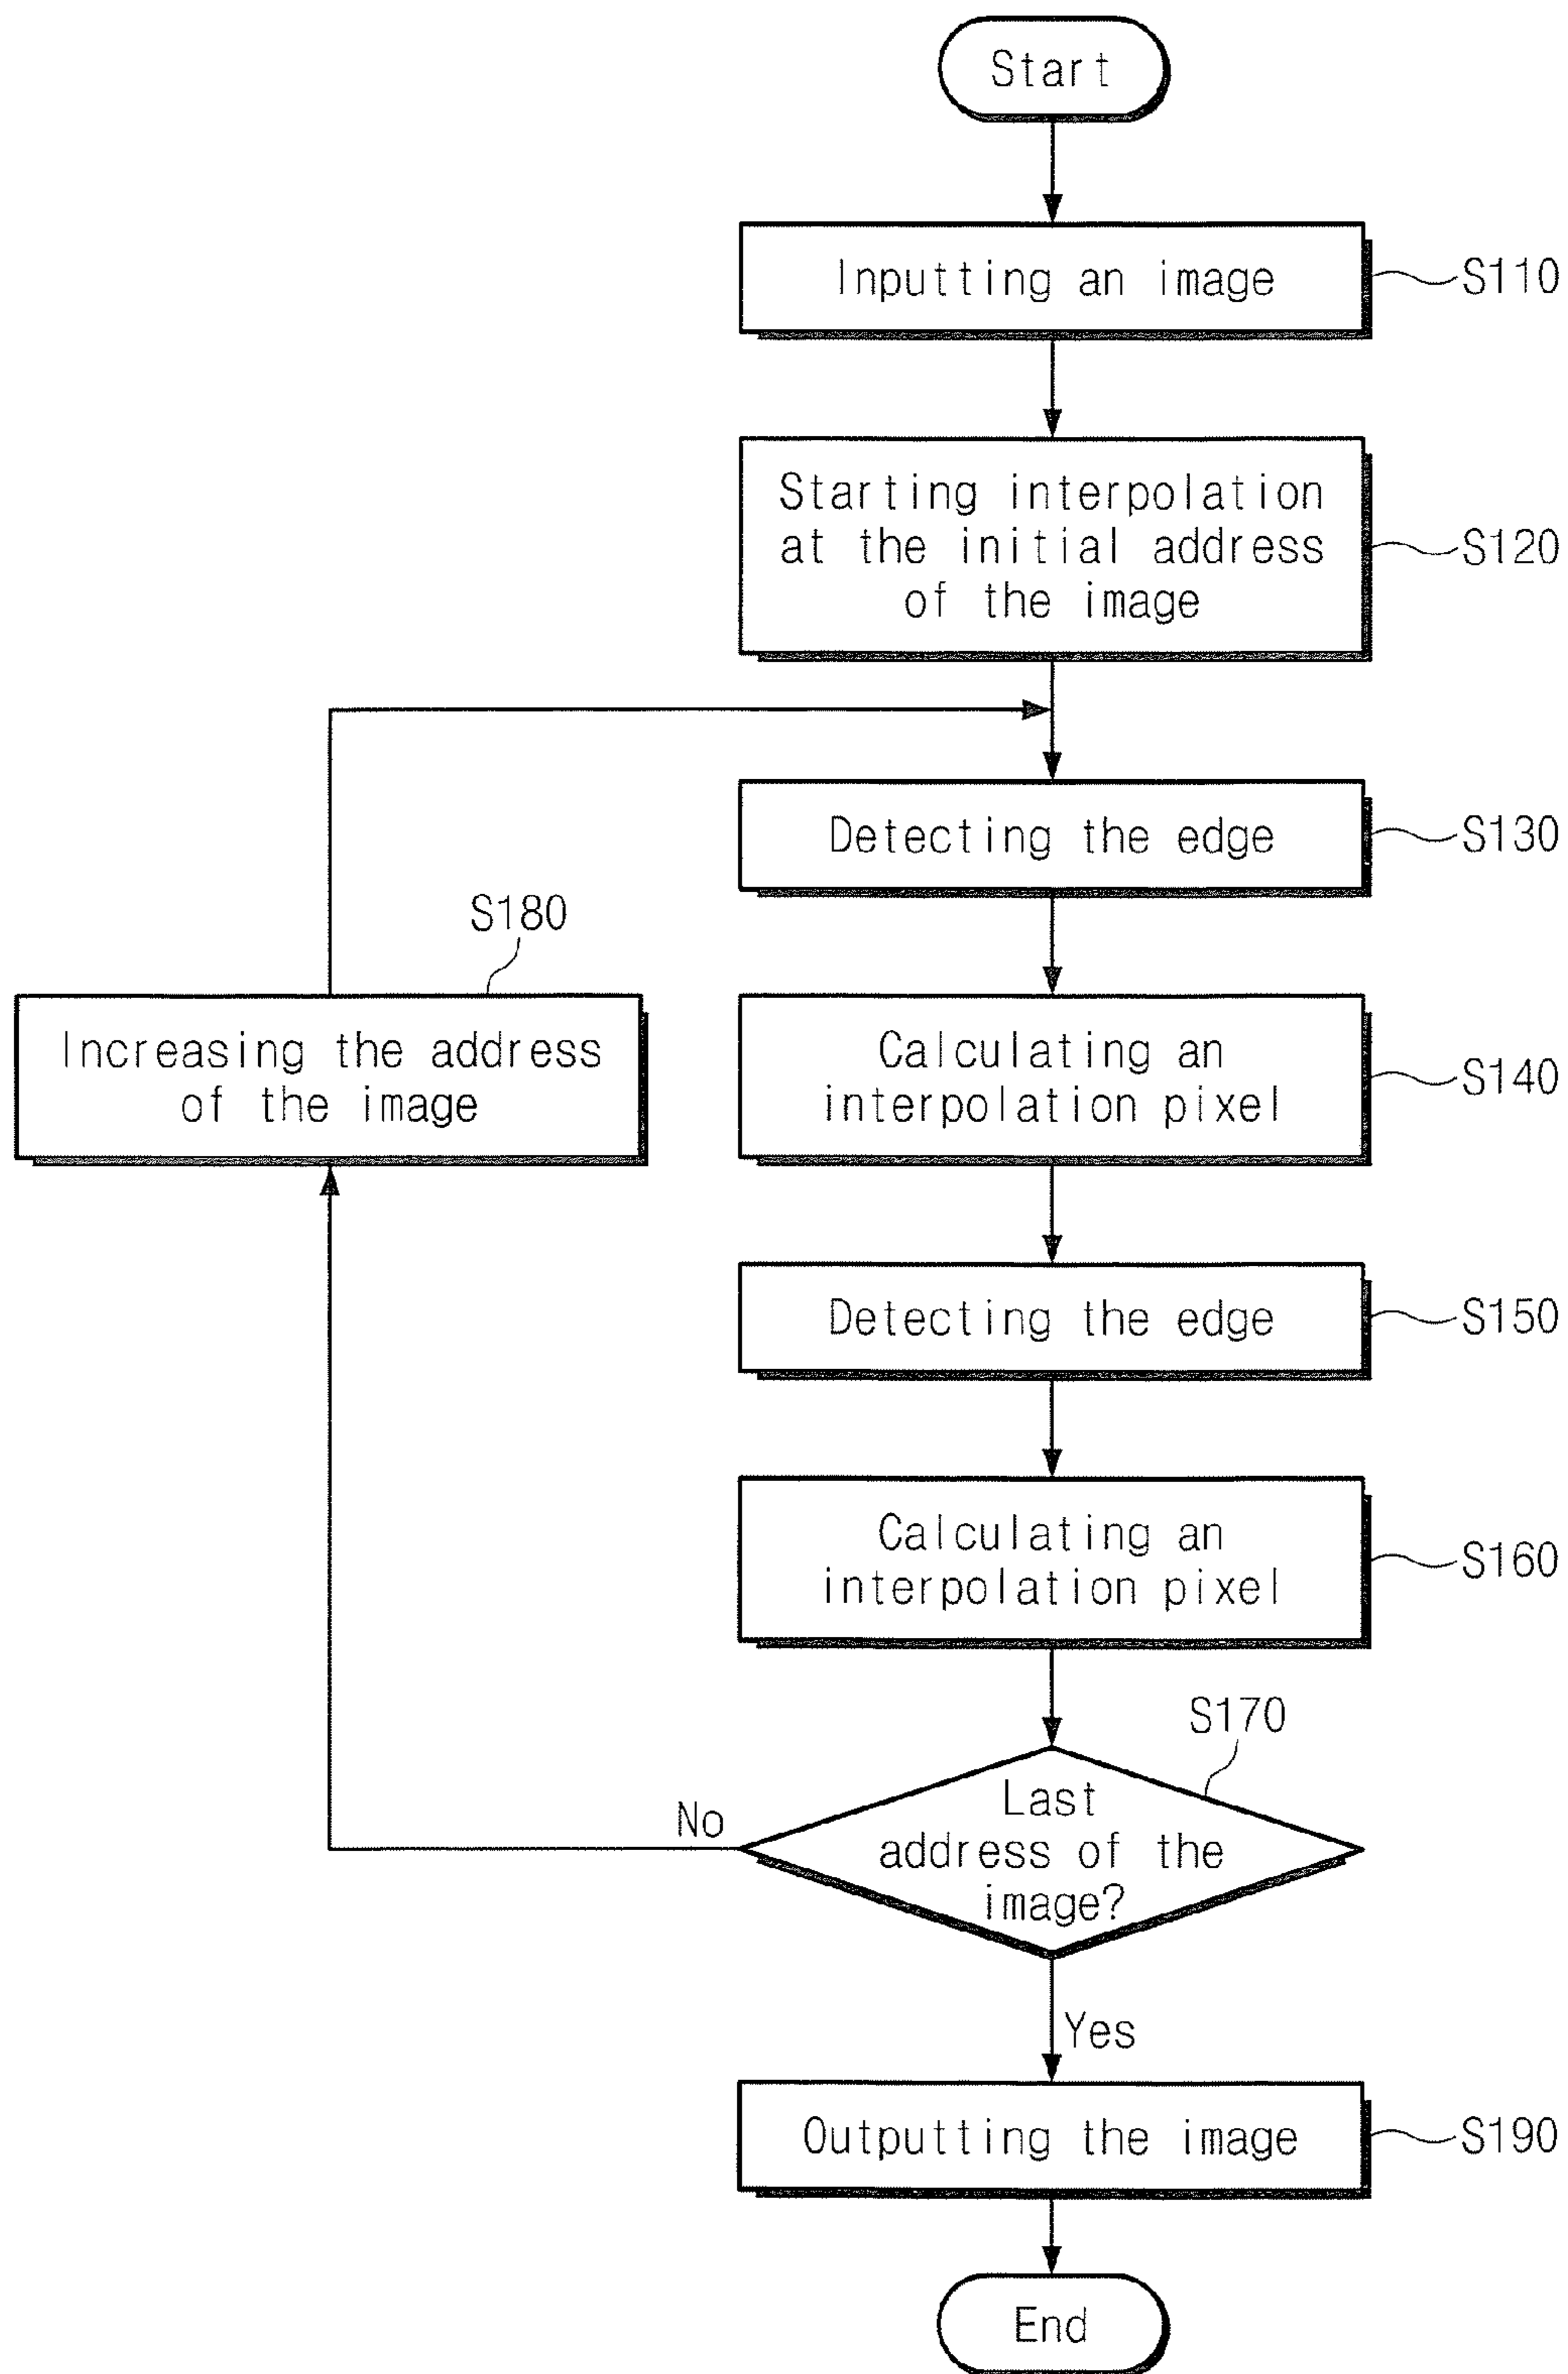 Start
Inputting an image
S110
Starting interpolation
at the initial address
of the image
S120
Detecting the edge
S130
S180
Increasing the address
of the image
Calculating an
interpolation pixel
S140
Detecting the edge
S150
Calculating an
interpolation pixel
S160
S170
Last
address of the
image?
No
Yes
Outputting the image
S190
End